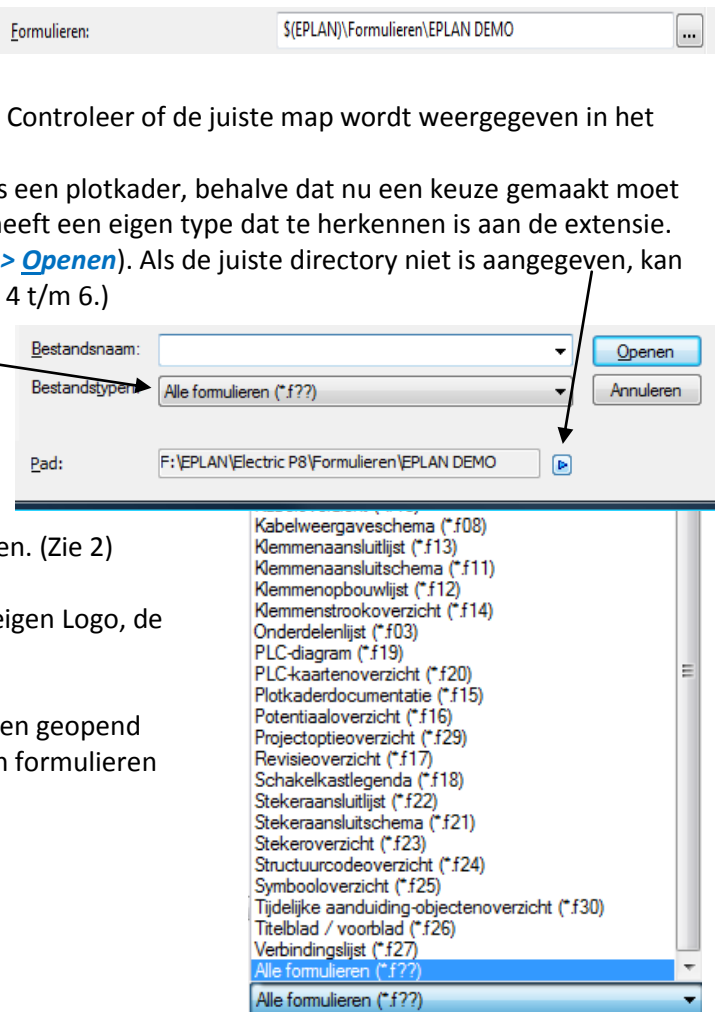 Formulieren: $(EPLAN)\Formulieren\EPLAN DEMO ...
Controleer of de juiste map wordt weergegeven in het
s een plotkader, behalve dat nu een keuze gemaakt moet
heeft een eigen type dat te herkennen is aan de extensie.
> Openen). Als de juiste directory niet is aangegeven, kan
4 t/m 6.)
Bestandsnaam: Openen
Bestandstypen: Alle formulieren (*.f??) Annuleren
Pad: F:\EPLAN\Electric P8\Formulieren\EPLAN DEMO
Kabelweergaveschema (*.f08)
en. (Zie 2)
Klemmenaansluitlijst (*.f13)
Klemmenaansluitschema (*.f11)
Klemmenopbouwlijst (*.f12)
eigen Logo, de
Klemmenstrookoverzicht (*.f14)
Onderdelenlijst (*.f03)
PLC-diagram (*.f19)
PLC-kaartenoverzicht (*.f20)
Plotkaderdocumentatie (*.f15)
en geopend
Potentiaaloverzicht (*.f16)
Projectoptieoverzicht (*.f29)
n formulieren
Revisieoverzicht (*.f17)
Schakelkastlegenda (*.f18)
Stekeraansluitlijst (*.f22)
Stekeraansluitschema (*.f21)
Stekeroverzicht (*.f23)
Structuurcodeoverzicht (*.f24)
Symbooloverzicht (*.f25)
Tijdelijke aanduiding-objectenoverzicht (*.f30)
Titelblad / voorblad (*.f26)
Verbindingslijst (*.f27)
Alle formulieren (*.f??)
Alle formulieren (*.f??)